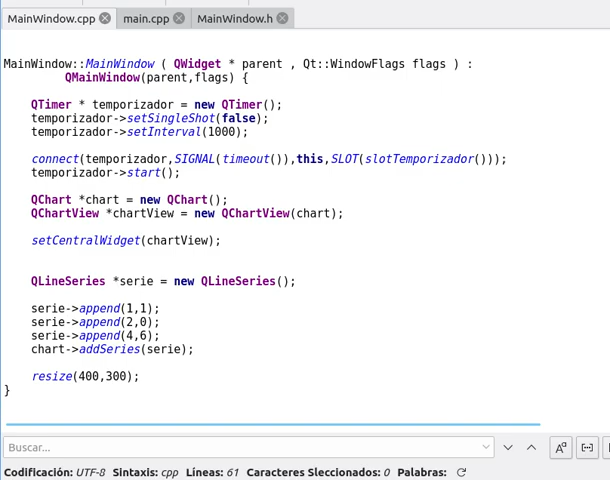 MainWindow.cpp main.cpp MainWindow.h
MainWindow::MainWindow ( QWidget * parent , Qt::WindowFlags flags ) :
QMainWindow(parent,flags) {
QTimer * temporizador = new QTimer();
temporizador->setSingleShot(false);
temporizador->setInterval(1000);
connect(temporizador,SIGNAL(timeout()),this,SLOT(slotTemporizador()));
temporizador->start();
QChart *chart = new QChart();
QChartView *chartView = new QChartView(chart);
setCentralWidget(chartView);
QLineSeries *serie = new QLineSeries();
serie->append(1,1);
serie->append(2,0);
serie->append(4,6);
chart->addSeries(serie);
resize(400,300);
}
Buscar...
Codificación: UTF-8 Sintaxis: cpp Líneas: 61 Caracteres Sleccionados: 0 Palabras: